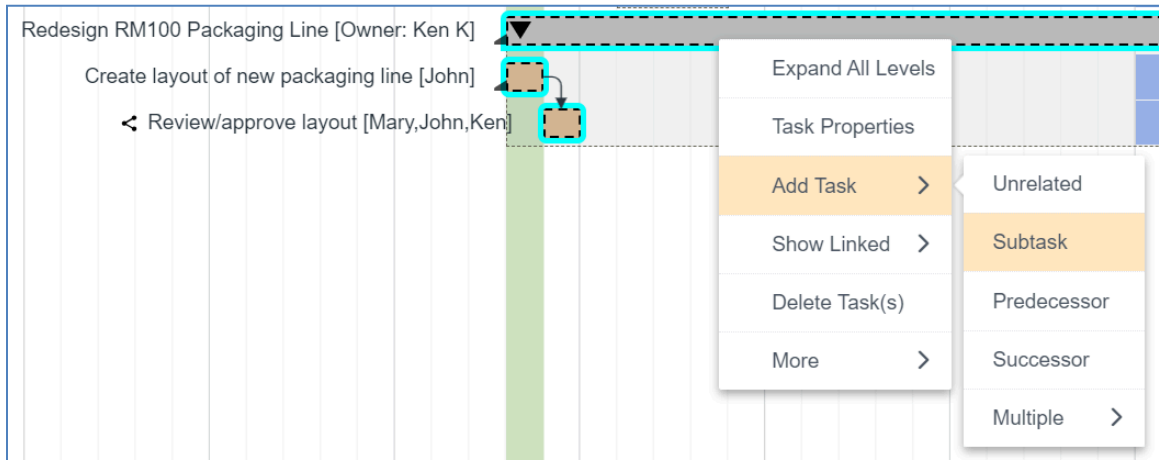 Redesign RM100 Packaging Line [Owner: Ken K]
Create layout of new packaging line [John]
Review/approve layout [Mary,John,Ken]
Expand All Levels
Task Properties
Add Task
Show Linked
Delete Task(s)
More
Unrelated
Subtask
Predecessor
Successor
Multiple